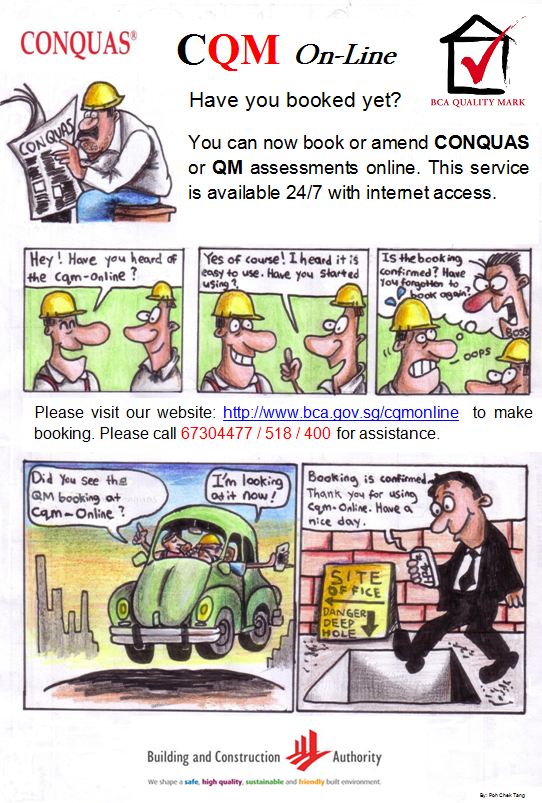 CONQUAS®
CQM On-Line
BCA QUALITY MARK
Have you booked yet?
CONQUAS
You can now book or amend CONQUAS
or QM assessments online. This service
is available 24/7 with internet access.
Hey! Have you heard of
the Cqm-Online?
Yes of course! I heard it is
easy to use. Have you started
using?
Is the booking
confirmed? Have
you forgotten to
book again?
BOSS
OOPS
Please visit our website: http://www.bca.gov.sg/cqmonline to make
booking. Please call 67304477 / 518 / 400 for assistance.
Did you see the
QM booking at
Cqm-Online?
I'm looking
at it now!
Booking is confirmed.
Thank you for using
Cqm-Online. Have a
nice day.
SITE
OFFICE
DANGER
DEEP
HOLE
Building and Construction Authority
We shape a safe, high quality, sustainable and friendly built environment.
By: Poh Chek Tang